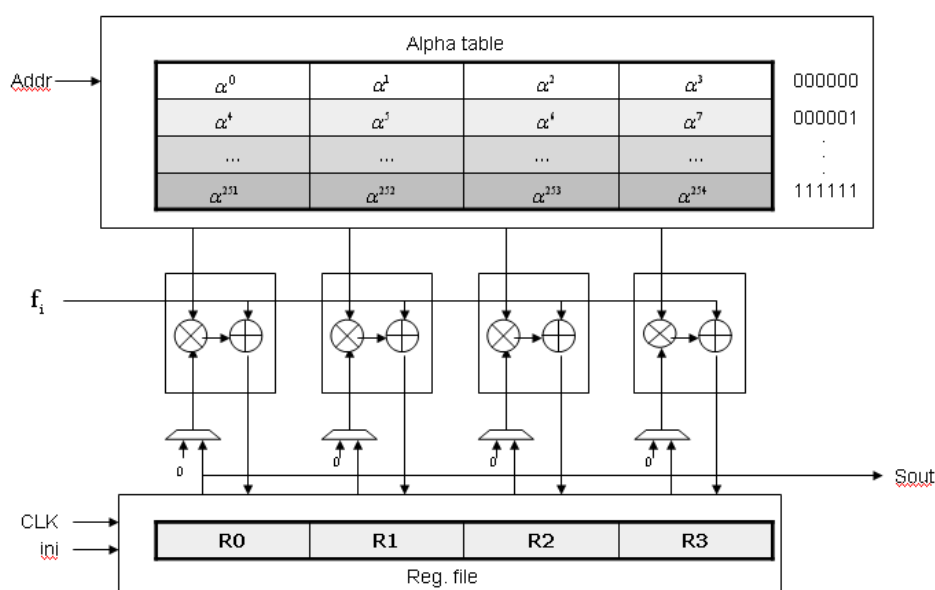 Alpha table
Addr
α⁰ α¹ α² α³ 000000
α⁴ α⁵ α⁶ α⁷ 000001
... ... ... ...
α²⁵¹ α²⁵² α²⁵³ α²⁵⁴ 111111
fᵢ
0 0 0 0
Sout
CLK
ini
R0 R1 R2 R3
Reg. file